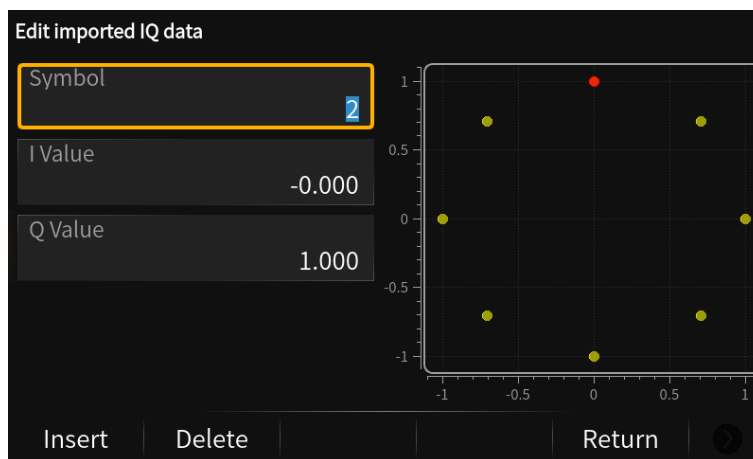 Edit imported IQ data
Symbol
2
I Value
-0.000
Q Value
1.000
1
0.5
0
-0.5
-1
-1
-0.5
0
0.5
1
Insert
Delete
Return